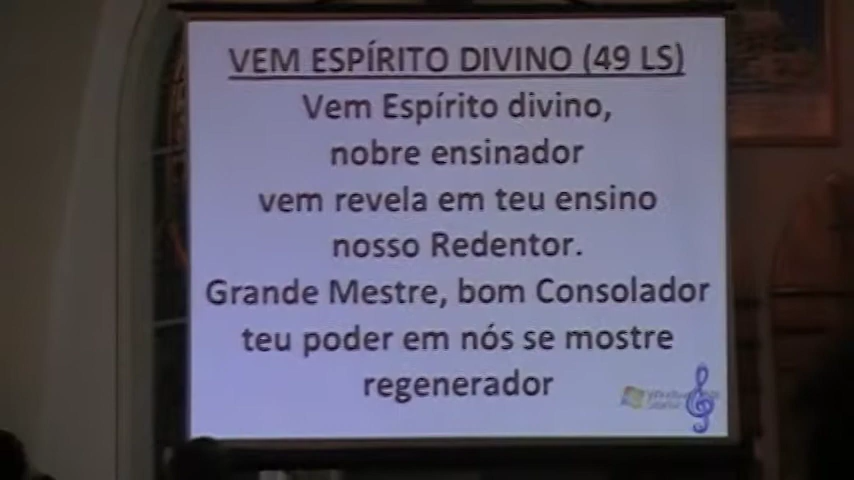 VEM ESPÍRITO DIVINO (49 LS)
Vem Espírito divino,
nobre ensinador
vem revela em teu ensino
nosso Redentor.
Grande Mestre, bom Consolador
teu poder em nós se mostre
regenerador